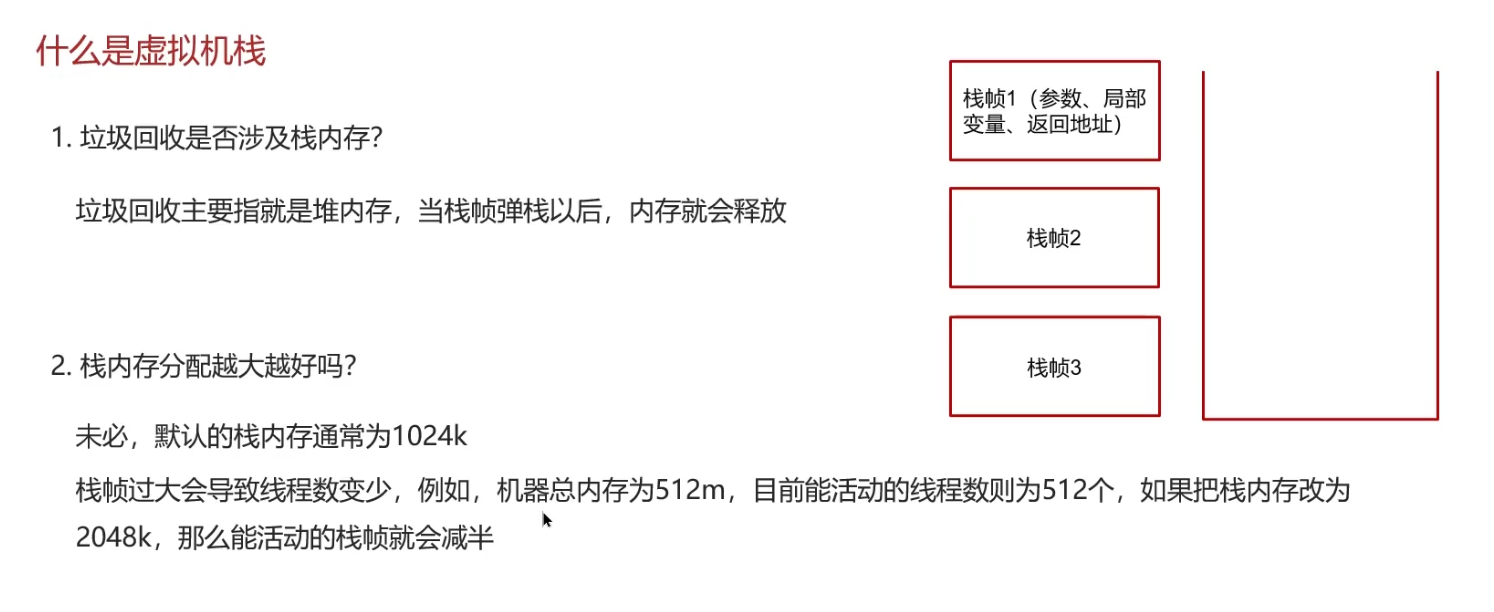 什么是虚拟机栈
1. 垃圾回收是否涉及栈内存？
垃圾回收主要指就是堆内存，当栈帧弹栈以后，内存就会释放
2. 栈内存分配越大越好吗？
未必，默认的栈内存通常为1024k
栈帧过大会导致线程数变少，例如，机器总内存为512m，目前能活动的线程数则为512个，如果把栈内存改为
2048k，那么能活动的栈帧就会减半
栈帧1（参数、局部
变量、返回地址）
栈帧2
栈帧3